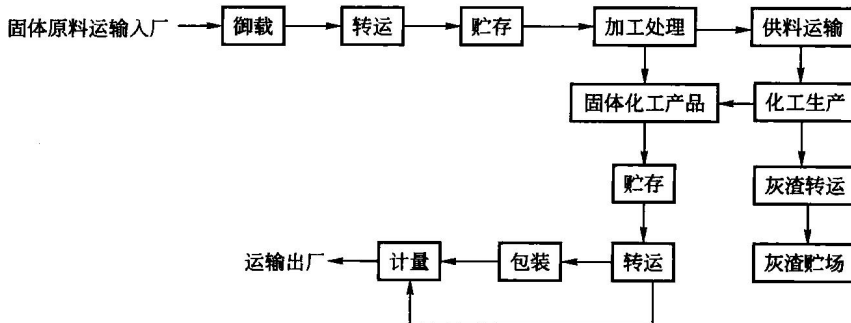 固体原料运输入厂
御载
转运
贮存
加工处理
供料运输
固体化工产品
化工生产
贮存
灰渣转运
运输出厂
计量
包装
转运
灰渣贮场